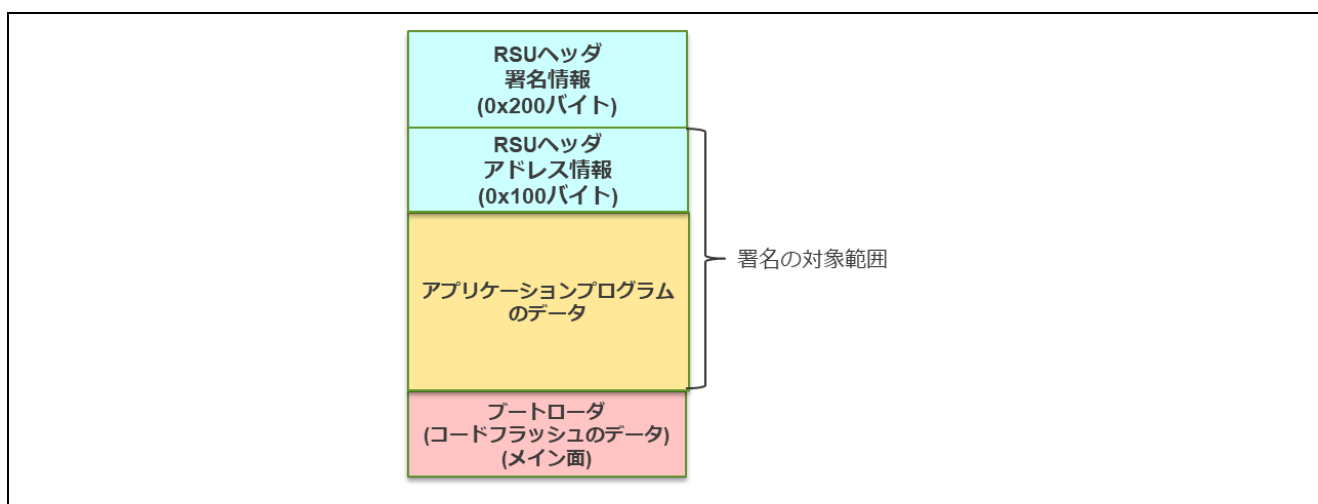 RSUヘッダ
署名情報
(0x200バイト)
RSUヘッダ
アドレス情報
(0x100バイト)
アプリケーションプログラム
のデータ
署名の対象範囲
ブートローダ
(コードフラッシュのデータ)
(メイン面)